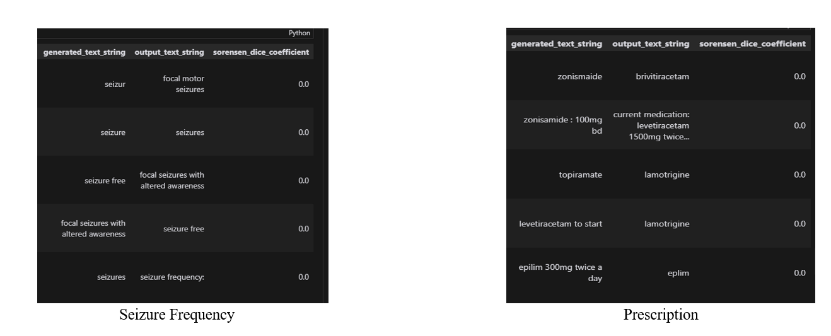 Python
generated_text_string output_text_string sorensen_dice_coefficient
seizur
focal motor
seizures
0.0
seizure
seizures
0.0
seizure free
focal seizures with
altered awareness
0.0
focal seizures with
altered awareness
seizure free
0.0
seizures
seizure frequency:
0.0
Seizure Frequency
generated_text_string output_text_string sorensen_dice_coefficient
zonismaide
brivitiracetam
0.0
zonisamide : 100mg
bd
current medication:
levetiracetam
1500mg twice...
0.0
topiramate
lamotrigine
0.0
levetiracetam to start
lamotrigine
0.0
epilim 300mg twice a
day
eplim
0.0
Prescription